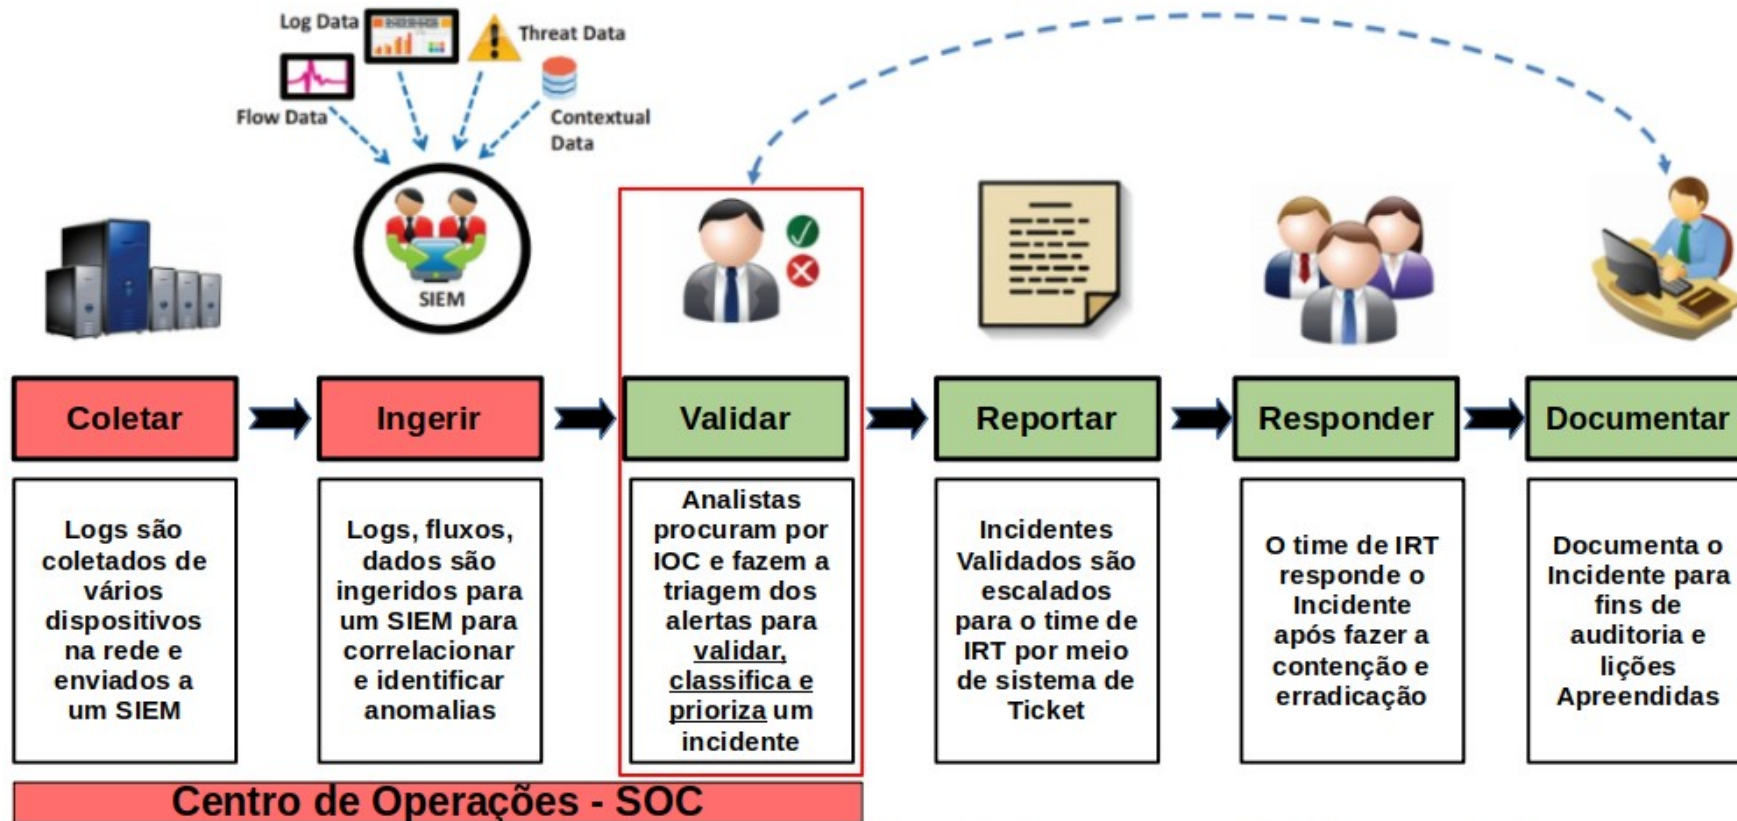 Log Data
Threat Data
Flow Data
Contextual
Data
SIEM
Coletar
Ingerir
Validar
Reportar
Responder
Documentar
Logs são
coletados de
vários
dispositivos
na rede e
enviados a
um SIEM
Logs, fluxos,
dados são
ingeridos para
um SIEM para
correlacionar
e identificar
anomalias
Analistas
procuram por
IOC e fazem a
triagem dos
alertas para
validar,
classifica e
prioriza um
incidente
Incidentes
Validados são
escalados
para o time de
IRT por meio
de sistema de
Ticket
O time de IRT
responde o
Incidente
após fazer a
contenção e
erradicação
Documenta o
Incidente para
fins de
auditoria e
lições
Apreendidas
Centro de Operações - SOC